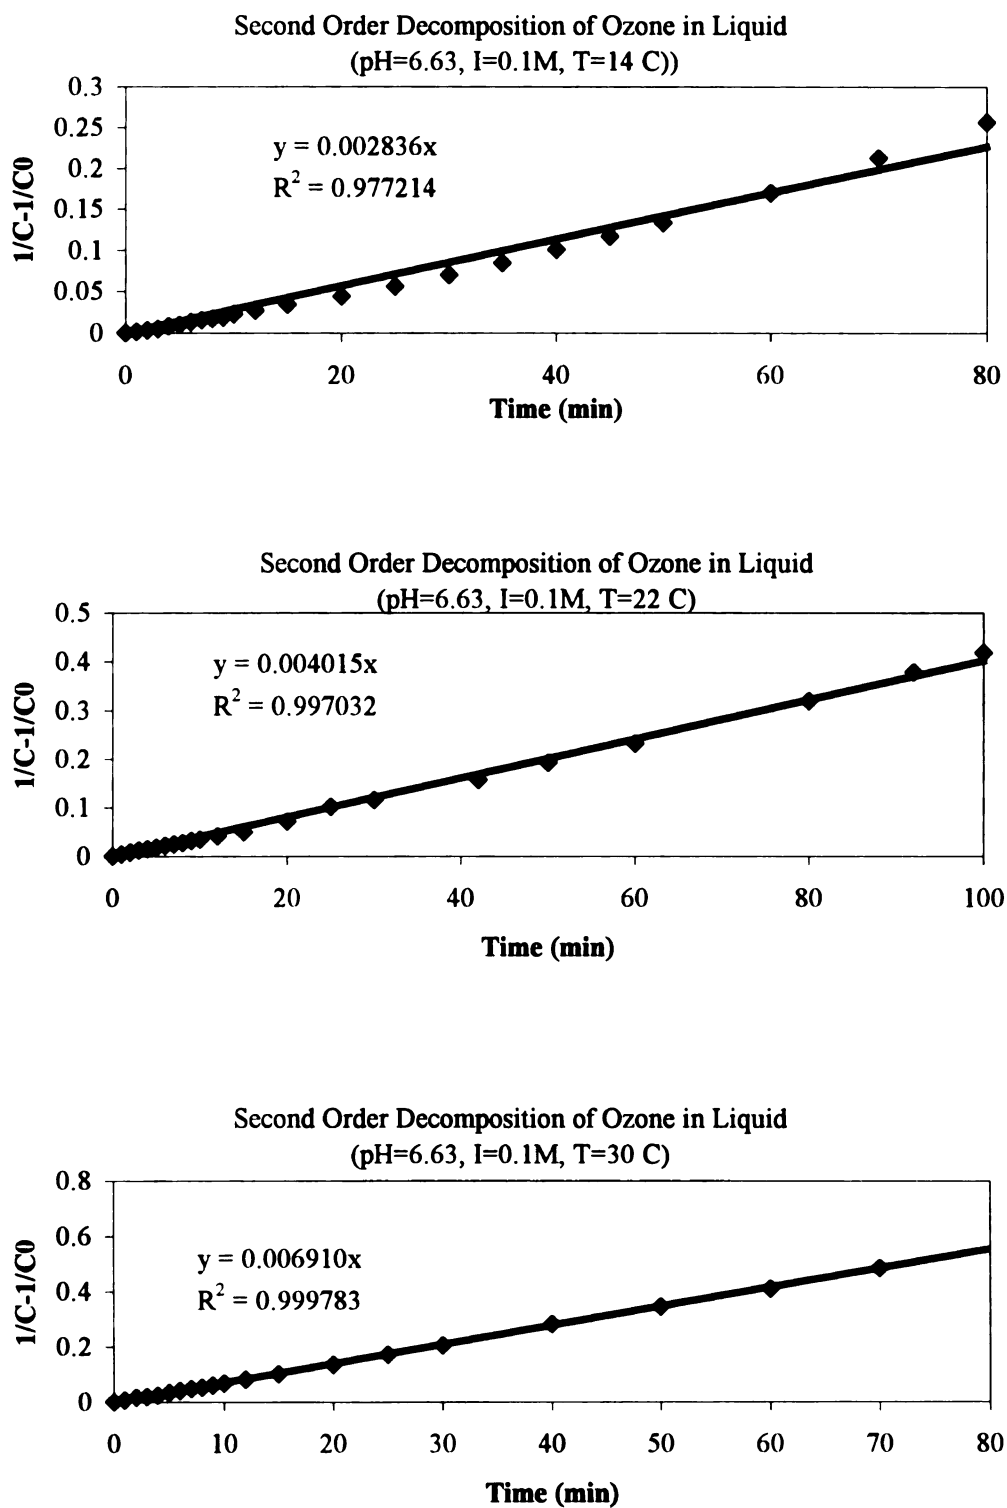 Second Order Decomposition of Ozone in Liquid
(pH=6.63, I=0.1M, T=14 C))
0.3
0.25
0.2
0.15
0.1
0.05
0
1/C-1/C0
y = 0.002836x
R² = 0.977214
0 20 40 60 80
Time (min)
Second Order Decomposition of Ozone in Liquid
(pH=6.63, I=0.1M, T=22 C)
0.5
0.4
0.3
0.2
0.1
0
1/C-1/C0
y = 0.004015x
R² = 0.997032
0 20 40 60 80 100
Time (min)
Second Order Decomposition of Ozone in Liquid
(pH=6.63, I=0.1M, T=30 C)
0.8
0.6
0.4
0.2
0
1/C-1/C0
y = 0.006910x
R² = 0.999783
0 10 20 30 40 50 60 70 80
Time (min)